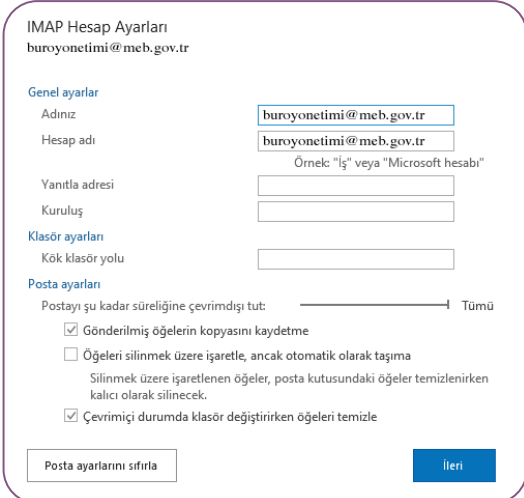 IMAP Hesap Ayarları
buroyonetimi@meb.gov.tr
Genel ayarlar
Adınız buroyonetimi@meb.gov.tr
Hesap adı buroyonetimi@meb.gov.tr
Örnek: "İş" veya "Microsoft hesabı"
Yanıtla adresi
Kuruluş
Klasör ayarları
Kök klasör yolu
Posta ayarları
Postayı şu kadar süreliğine çevrimdışı tut: Tümü
Gönderilmiş öğelerin kopyasını kaydetme
Öğeleri silinmek üzere işaretle, ancak otomatik olarak taşıma
Silinmek üzere işaretlenen öğeler, posta kutusundaki öğeler temizlenirken
kalıcı olarak silinecek.
Çevrimiçi durumda klasör değiştirirken öğeleri temizle
Posta ayarlarını sıfırla İleri